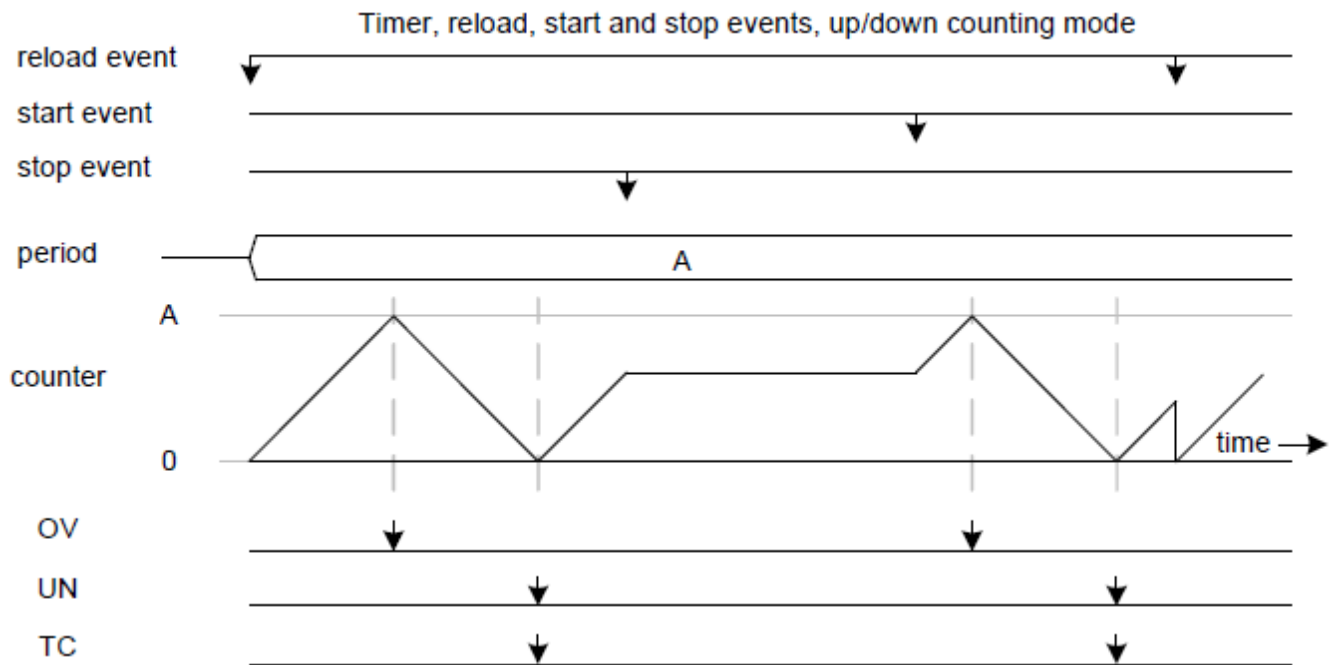 Timer, reload, start and stop events, up/down counting mode
reload event
start event
stop event
period
A
A
counter
time
0
OV
UN
TC